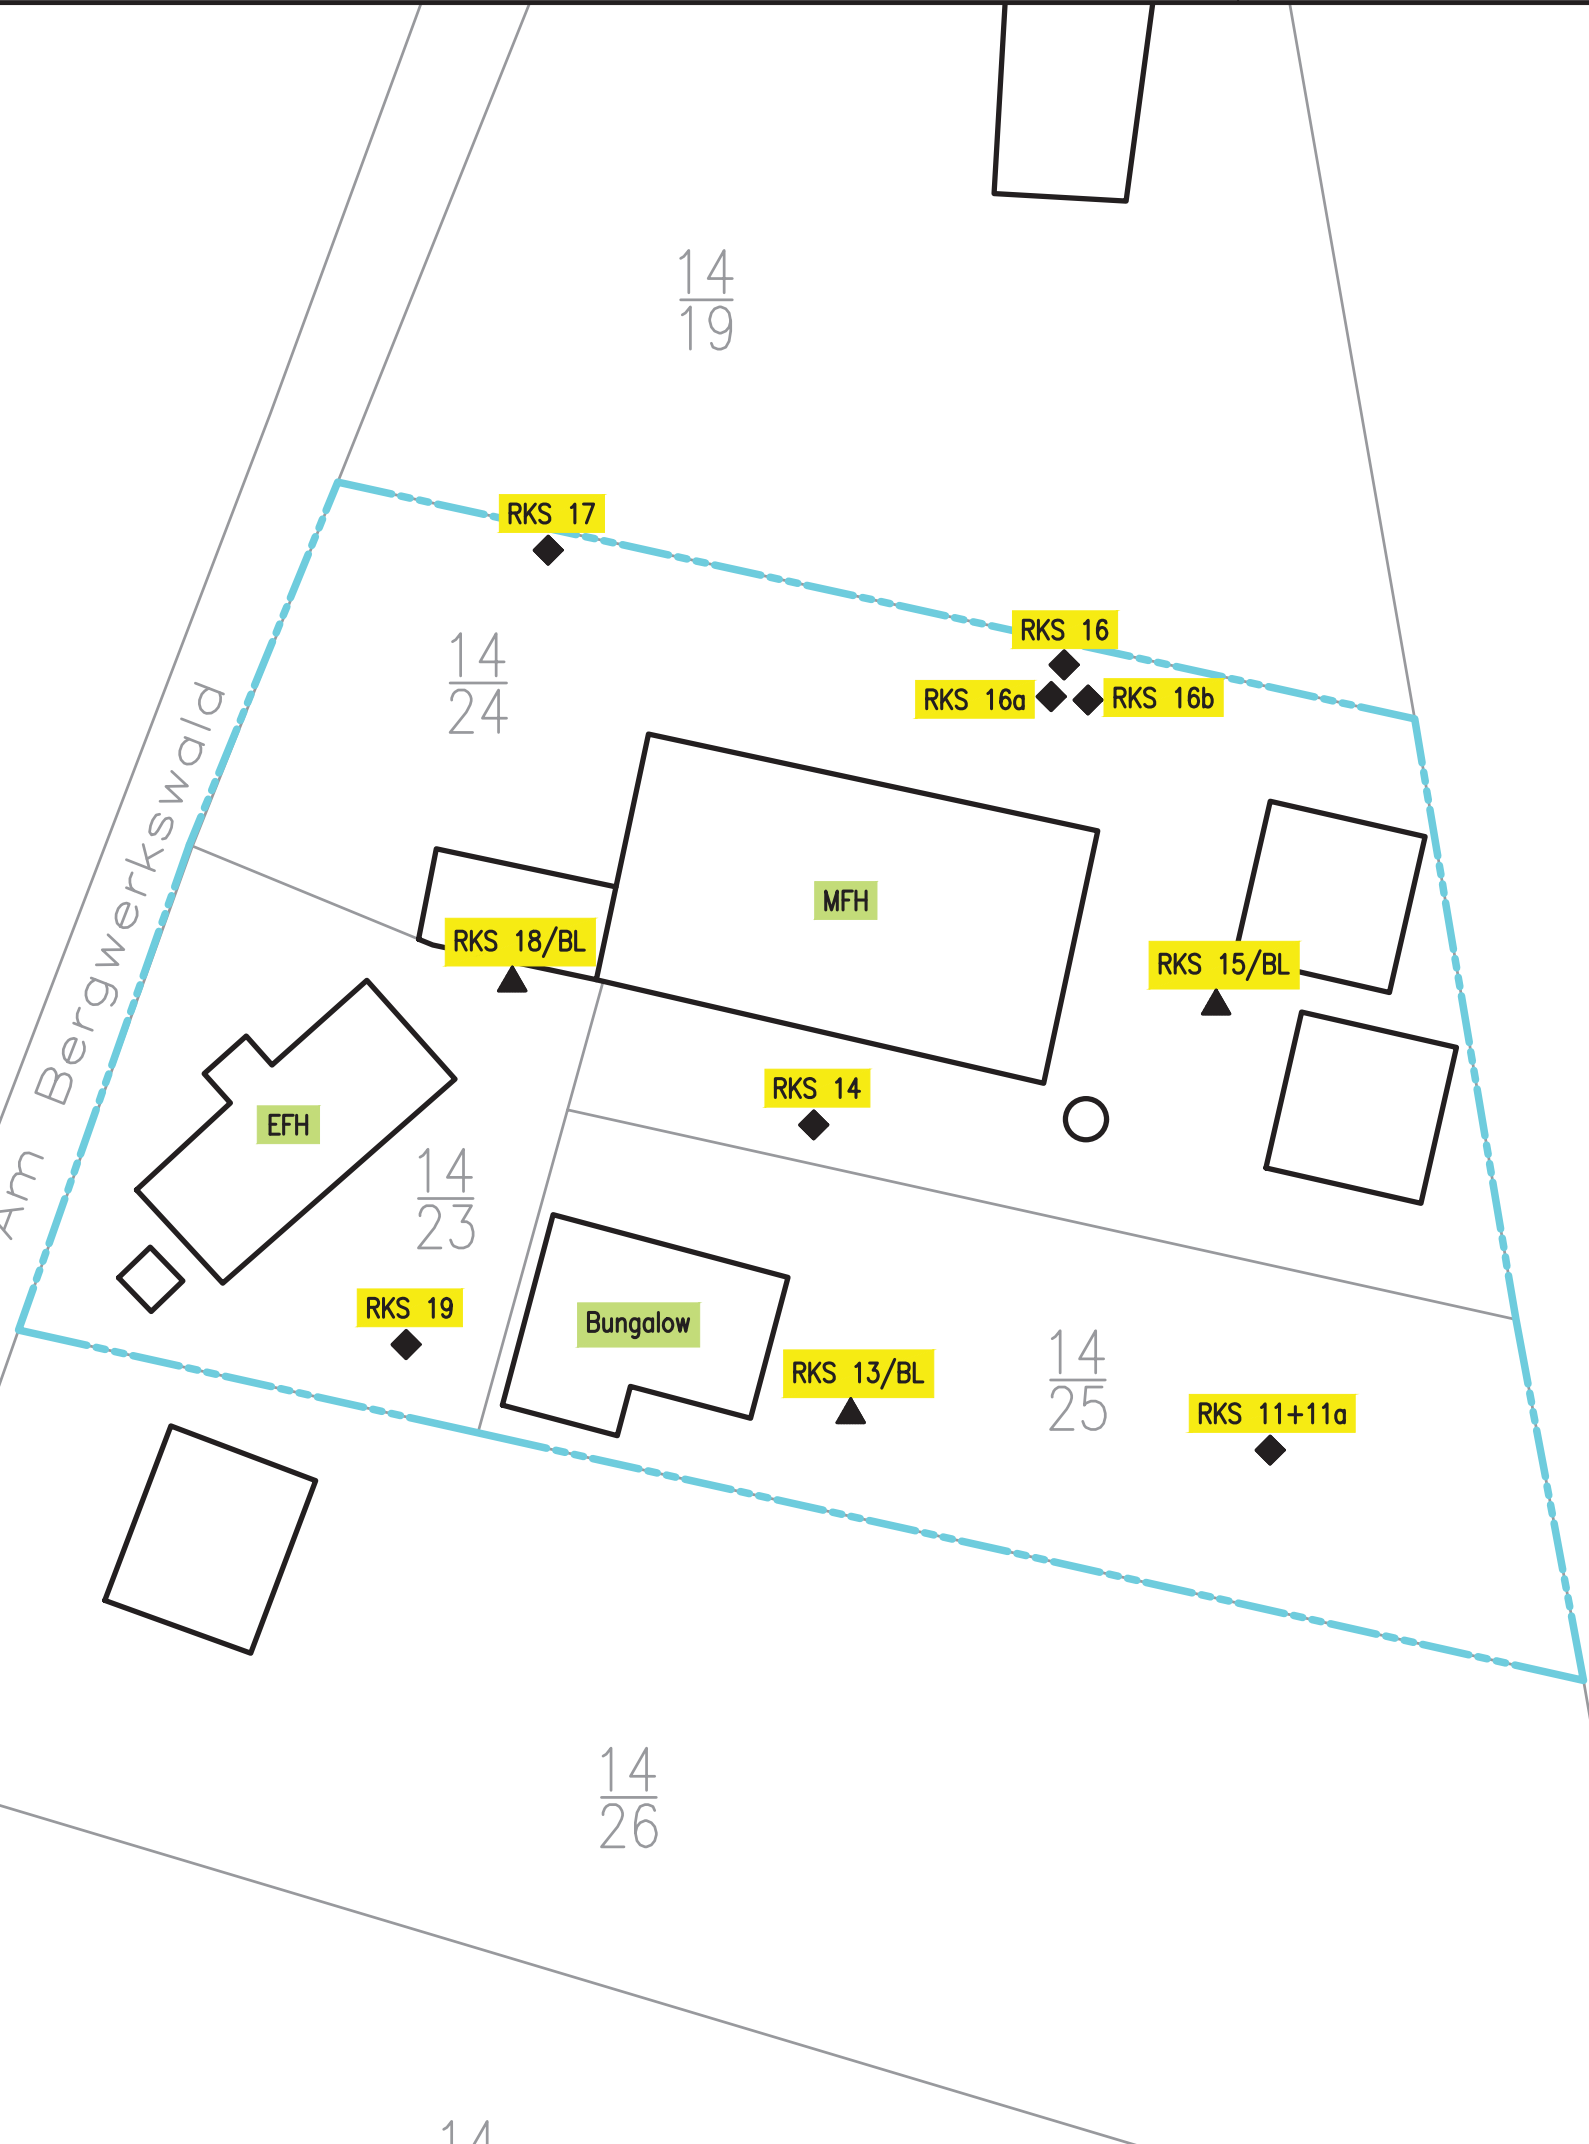 14
19
RKS 17
RKS 16
14
24
RKS 16a
RKS 16b
Am Bergwerkswald
MFH
RKS 18/BL
RKS 15/BL
RKS 14
EFH
14
23
RKS 19
Bungalow
14
25
RKS 13/BL
RKS 11+11a
14
26
14